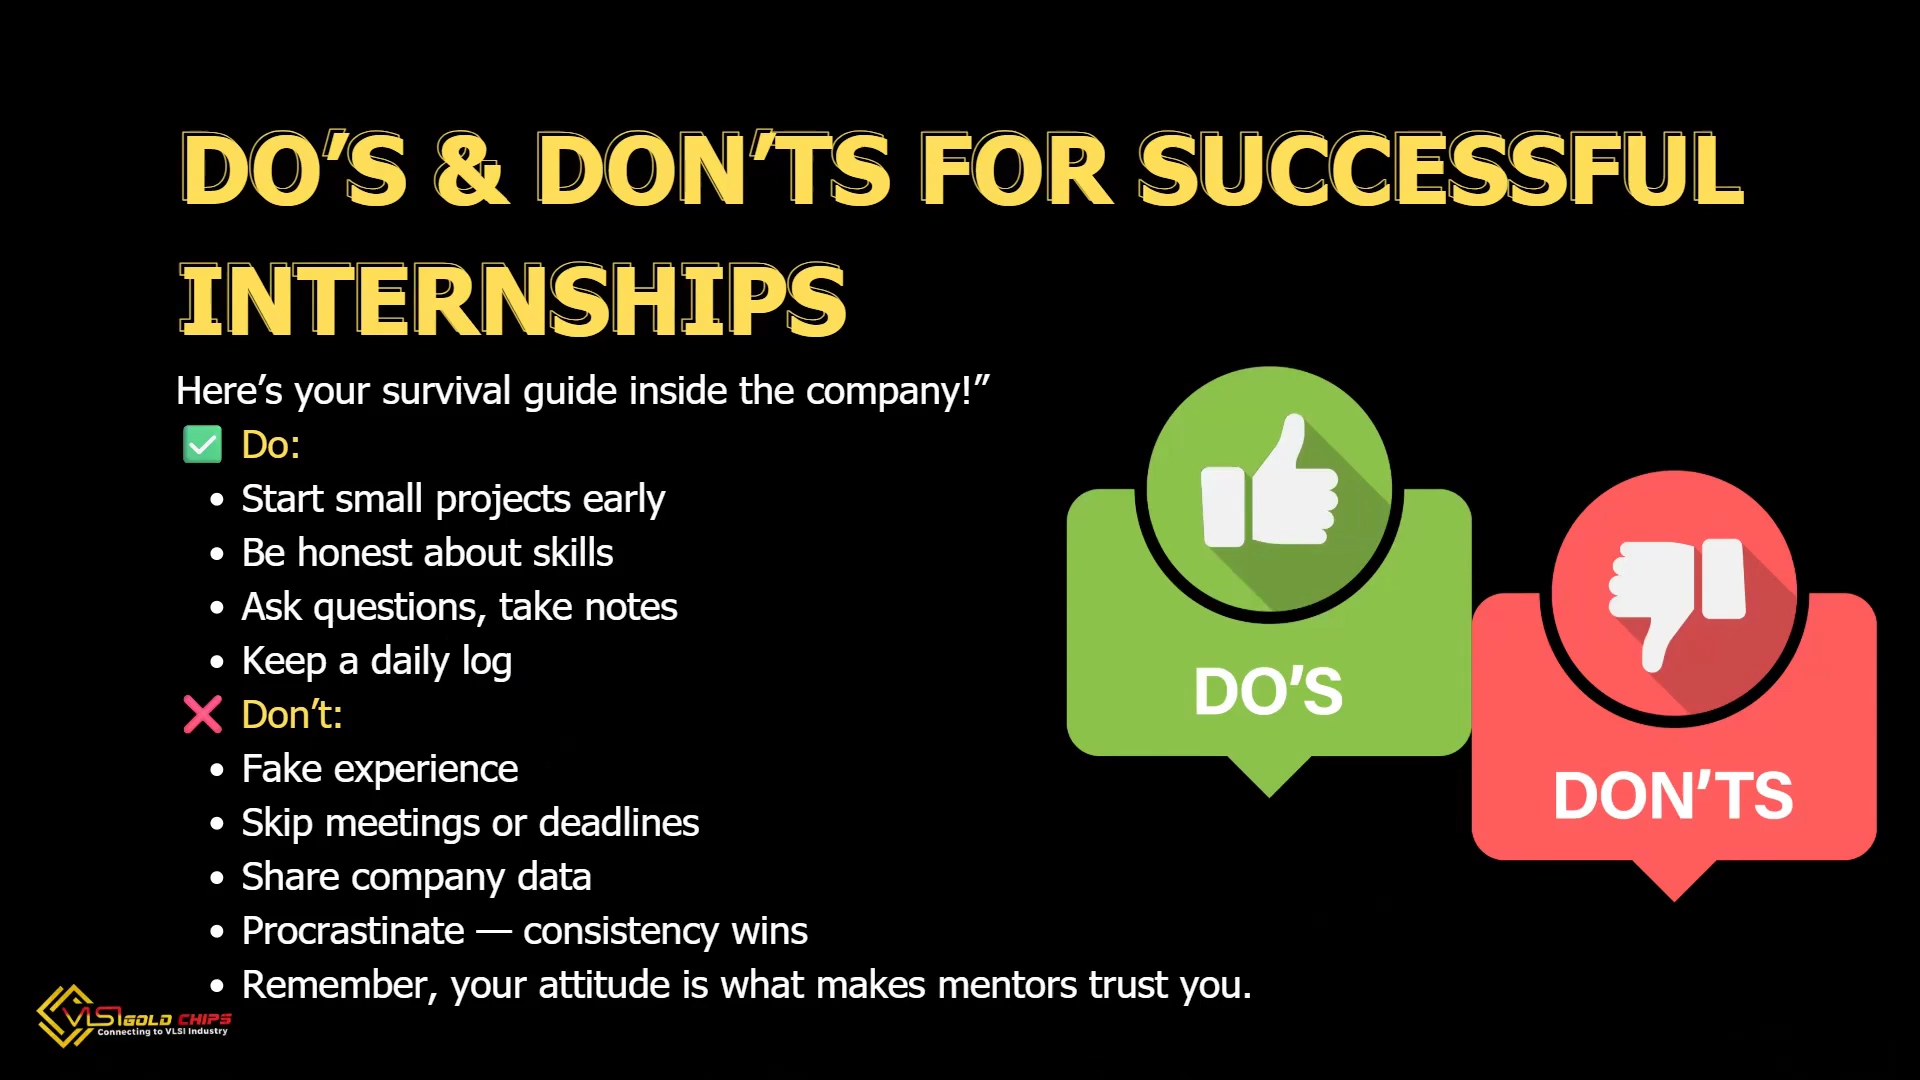 DO’S & DON’TS FOR SUCCESSFUL
INTERNSHIPS
Here’s your survival guide inside the company!”
✅ Do:
• Start small projects early
• Be honest about skills
• Ask questions, take notes
• Keep a daily log
❌ Don’t:
• Fake experience
• Skip meetings or deadlines
• Share company data
• Procrastinate — consistency wins
• Remember, your attitude is what makes mentors trust you.
DO’S
DON’TS
VLSI GOLD CHIPS
Connecting to VLSI Industry